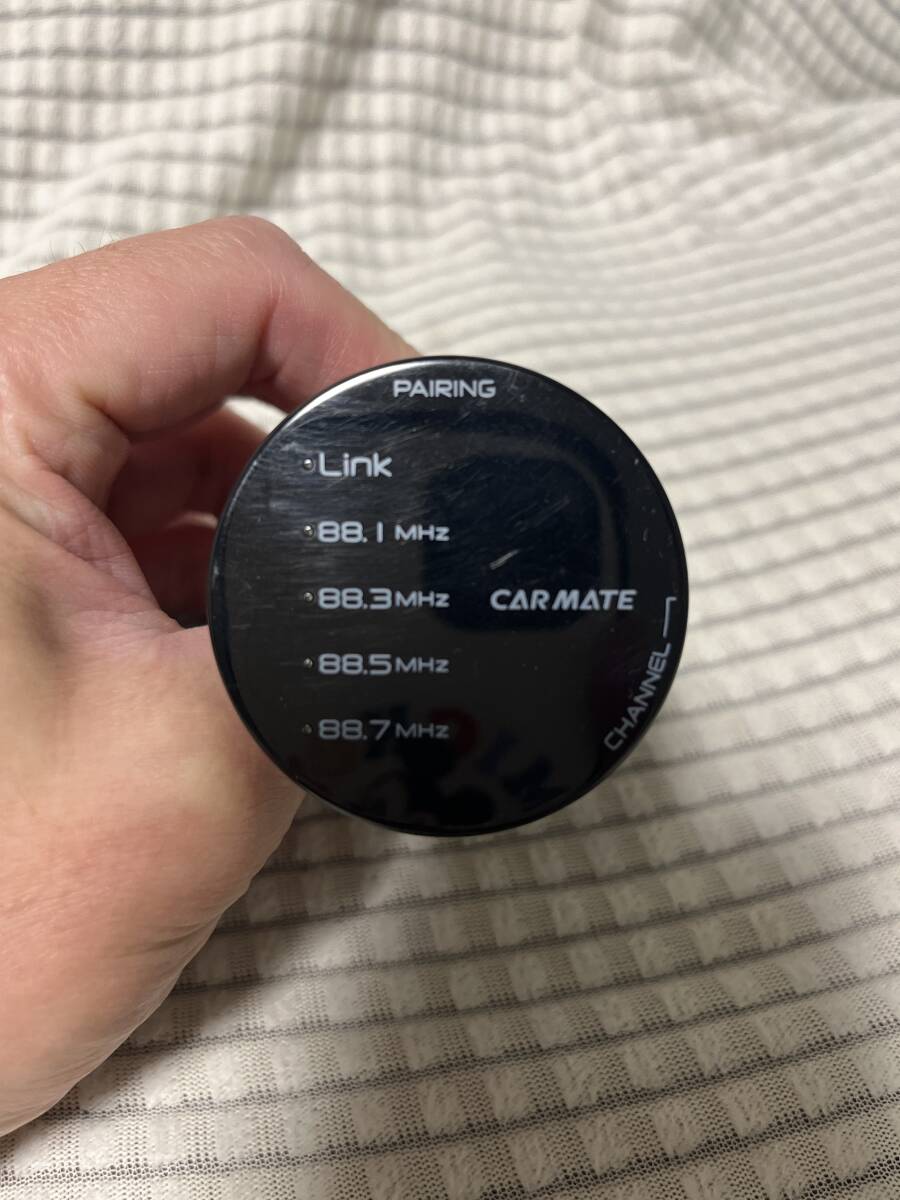 PAIRING
Link
88.1 MHz
88.3 MHz
CARMATE
88.5 MHz
CHANNEL
88.7 MHz